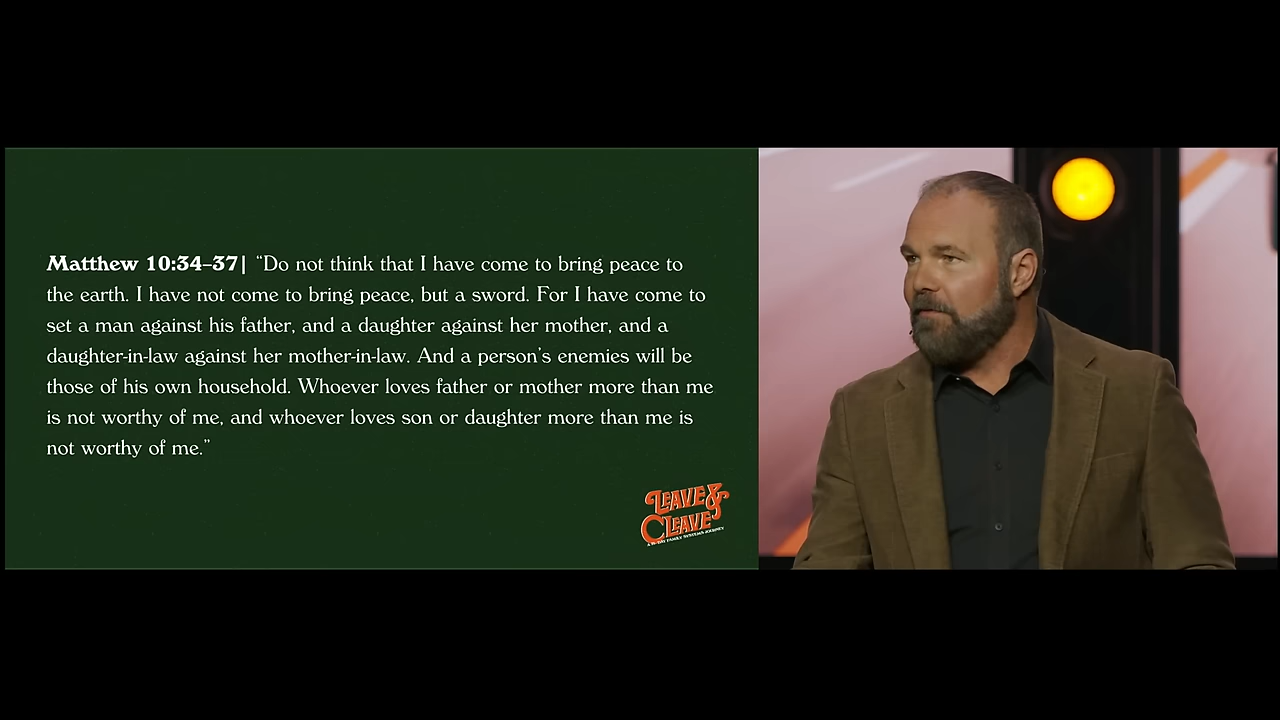 Matthew 10:34–37| “Do not think that I have come to bring peace to
the earth. I have not come to bring peace, but a sword. For I have come to
set a man against his father, and a daughter against her mother, and a
daughter-in-law against her mother-in-law. And a person’s enemies will be
those of his own household. Whoever loves father or mother more than me
is not worthy of me, and whoever loves son or daughter more than me is
not worthy of me.”
LEAVE &
CLEAVE
FAMILY SYSTEMS JOURNEY